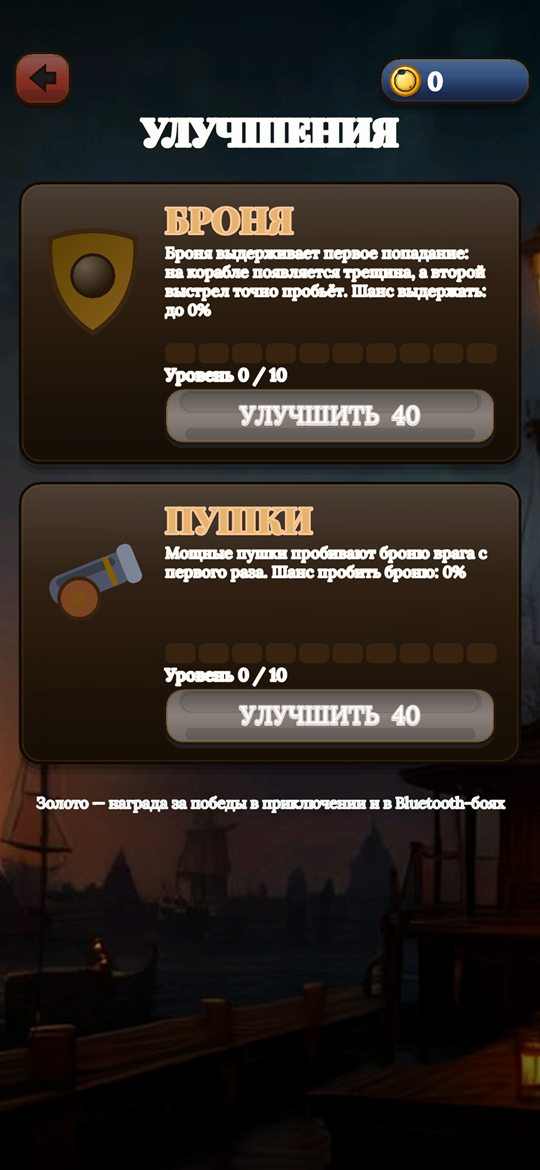 0
УЛУЧШЕНИЯ
БРОНЯ
Броня выдерживает первое попадание:
на корабле появляется трещина, а второй
выстрел точно пробьёт. Шанс выдержать:
до 0%
Уровень 0 / 10
УЛУЧШИТЬ 40
ПУШКИ
Мощные пушки пробивают броню врага с
первого раза. Шанс пробить броню: 0%
Уровень 0 / 10
УЛУЧШИТЬ 40
Золото — награда за победы в приключении и в Bluetooth-боях